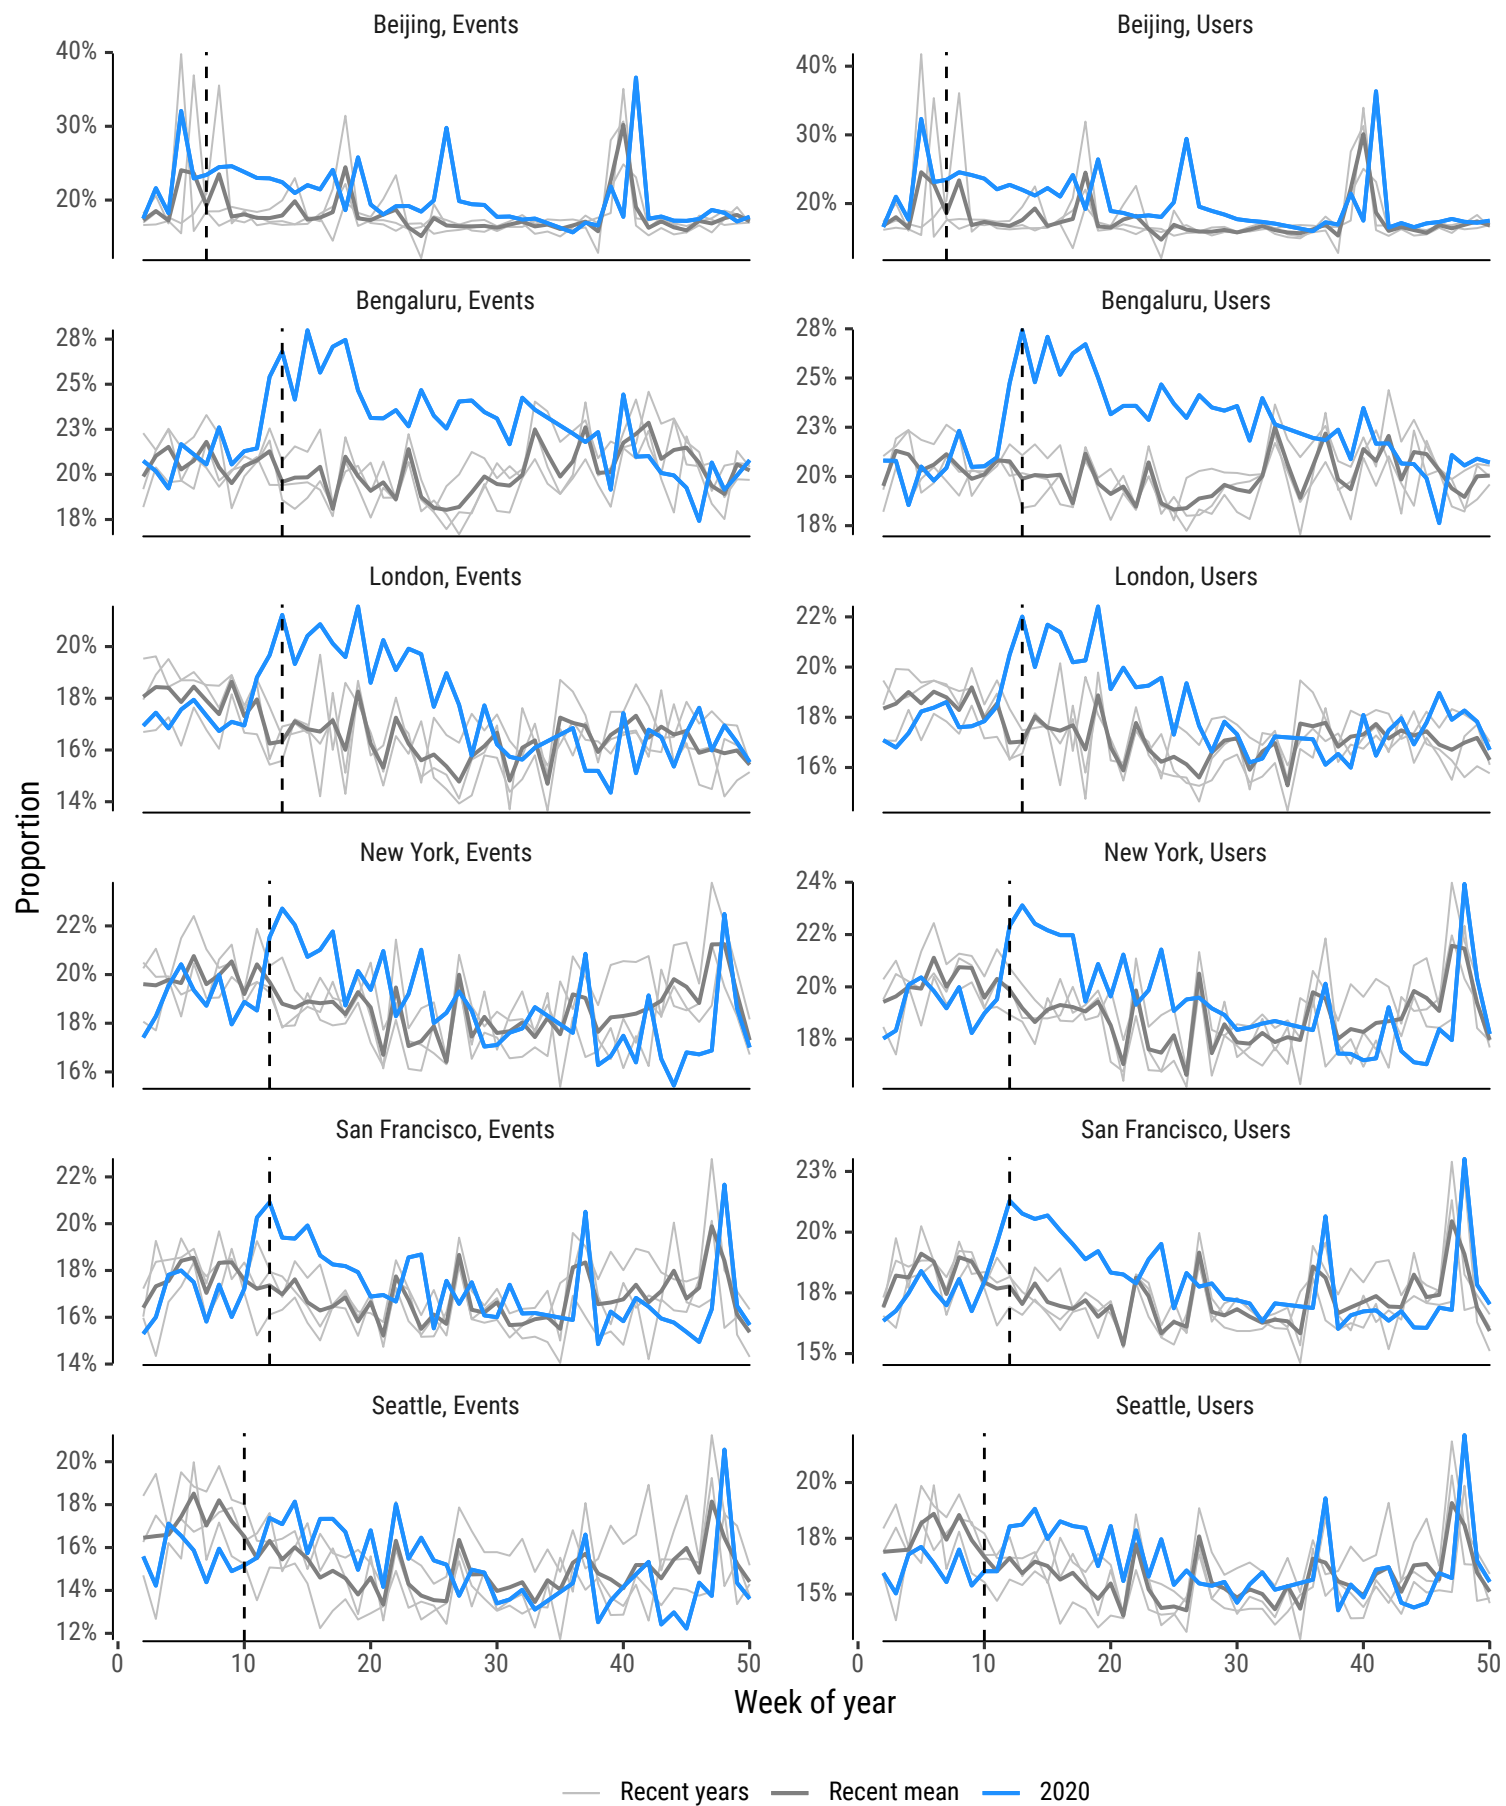 Beijing, Events
Beijing, Users
40%
30%
20%
40%
30%
20%
Bengaluru, Events
Bengaluru, Users
28%
25%
23%
20%
18%
28%
25%
23%
20%
18%
London, Events
London, Users
20%
18%
16%
14%
22%
20%
18%
16%
Proportion
New York, Events
New York, Users
22%
20%
18%
16%
24%
22%
20%
18%
San Francisco, Events
San Francisco, Users
22%
20%
18%
16%
14%
23%
20%
18%
15%
Seattle, Events
Seattle, Users
20%
18%
16%
14%
12%
20%
18%
15%
0 10 20 30 40 50
0 10 20 30 40 50
Week of year
Recent years Recent mean 2020